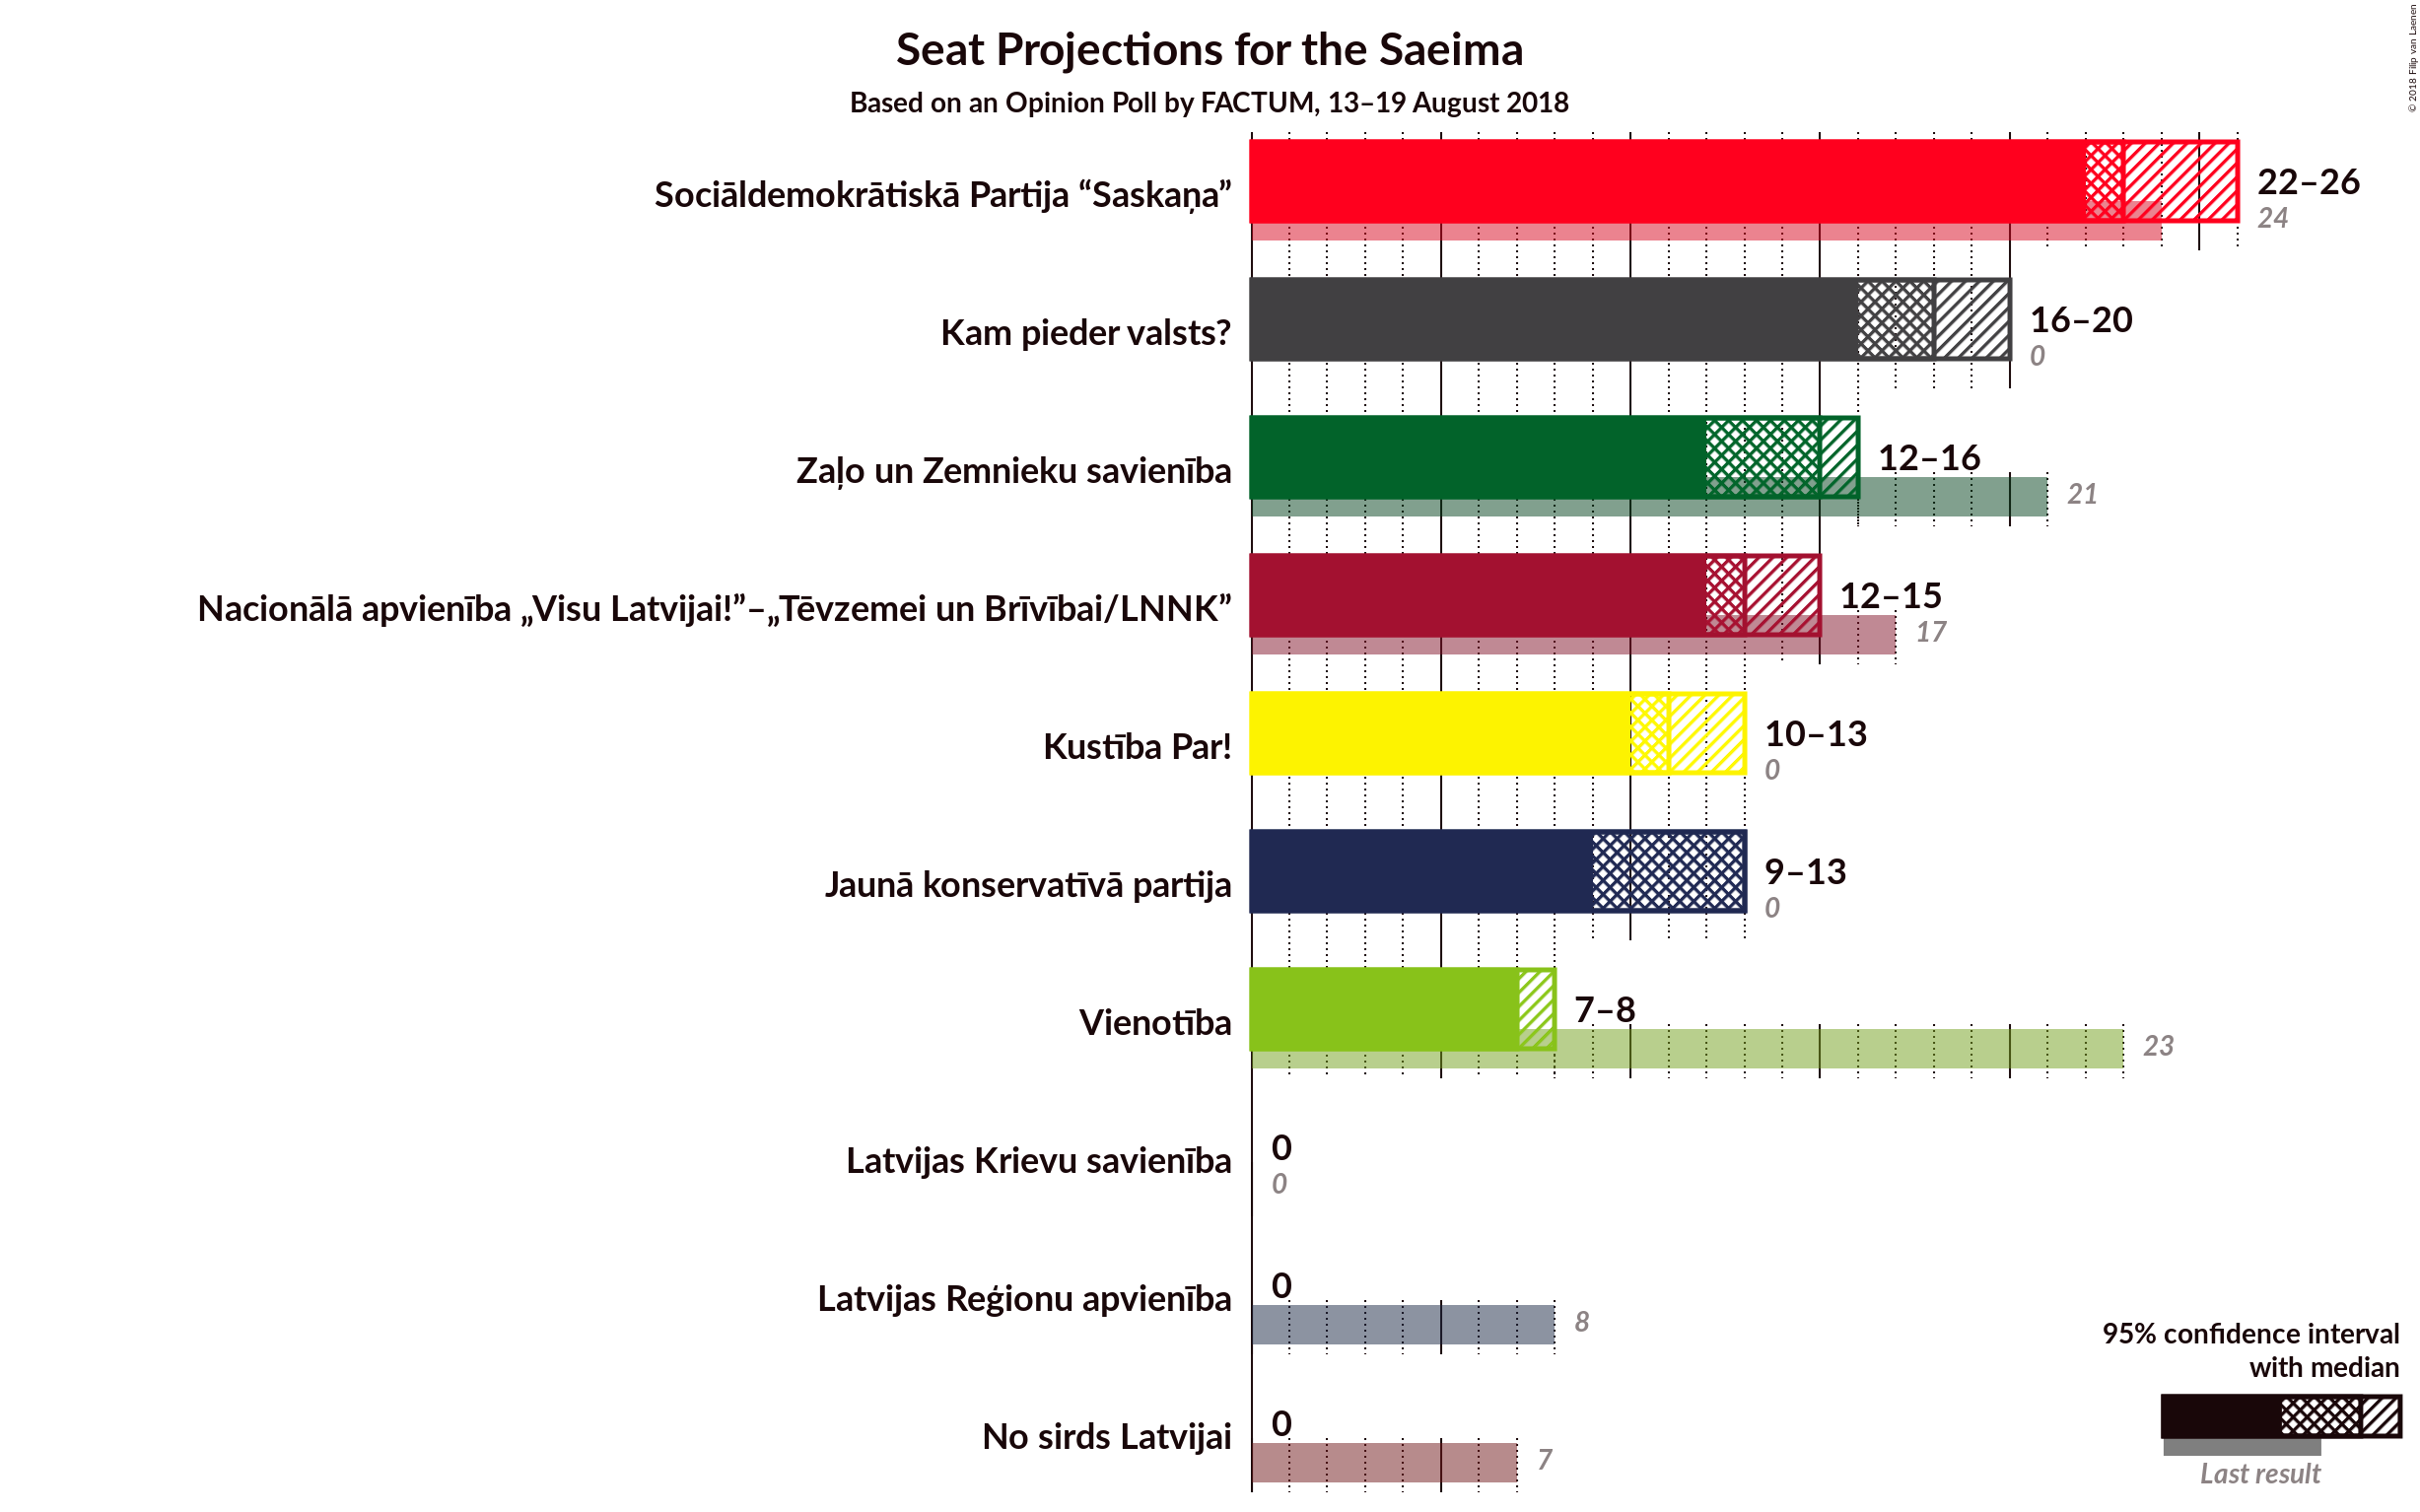 Seat Projections for the Saeima
Based on an Opinion Poll by FACTUM, 13–19 August 2018
© 2018 Filip van Laenen
Sociāldemokrātiskā Partija “Saskaņa”
22–26
24
Kam pieder valsts?
16–20
0
Zaļo un Zemnieku savienība
12–16
21
Nacionālā apvienība „Visu Latvijai!”–„Tēvzemei un Brīvībai/LNNK”
12–15
17
Kustība Par!
10–13
0
Jaunā konservatīvā partija
9–13
0
Vienotība
7–8
23
Latvijas Krievu savienība
0
0
Latvijas Reģionu apvienība
0
8
No sirds Latvijai
0
7
95% confidence interval
with median
Last result